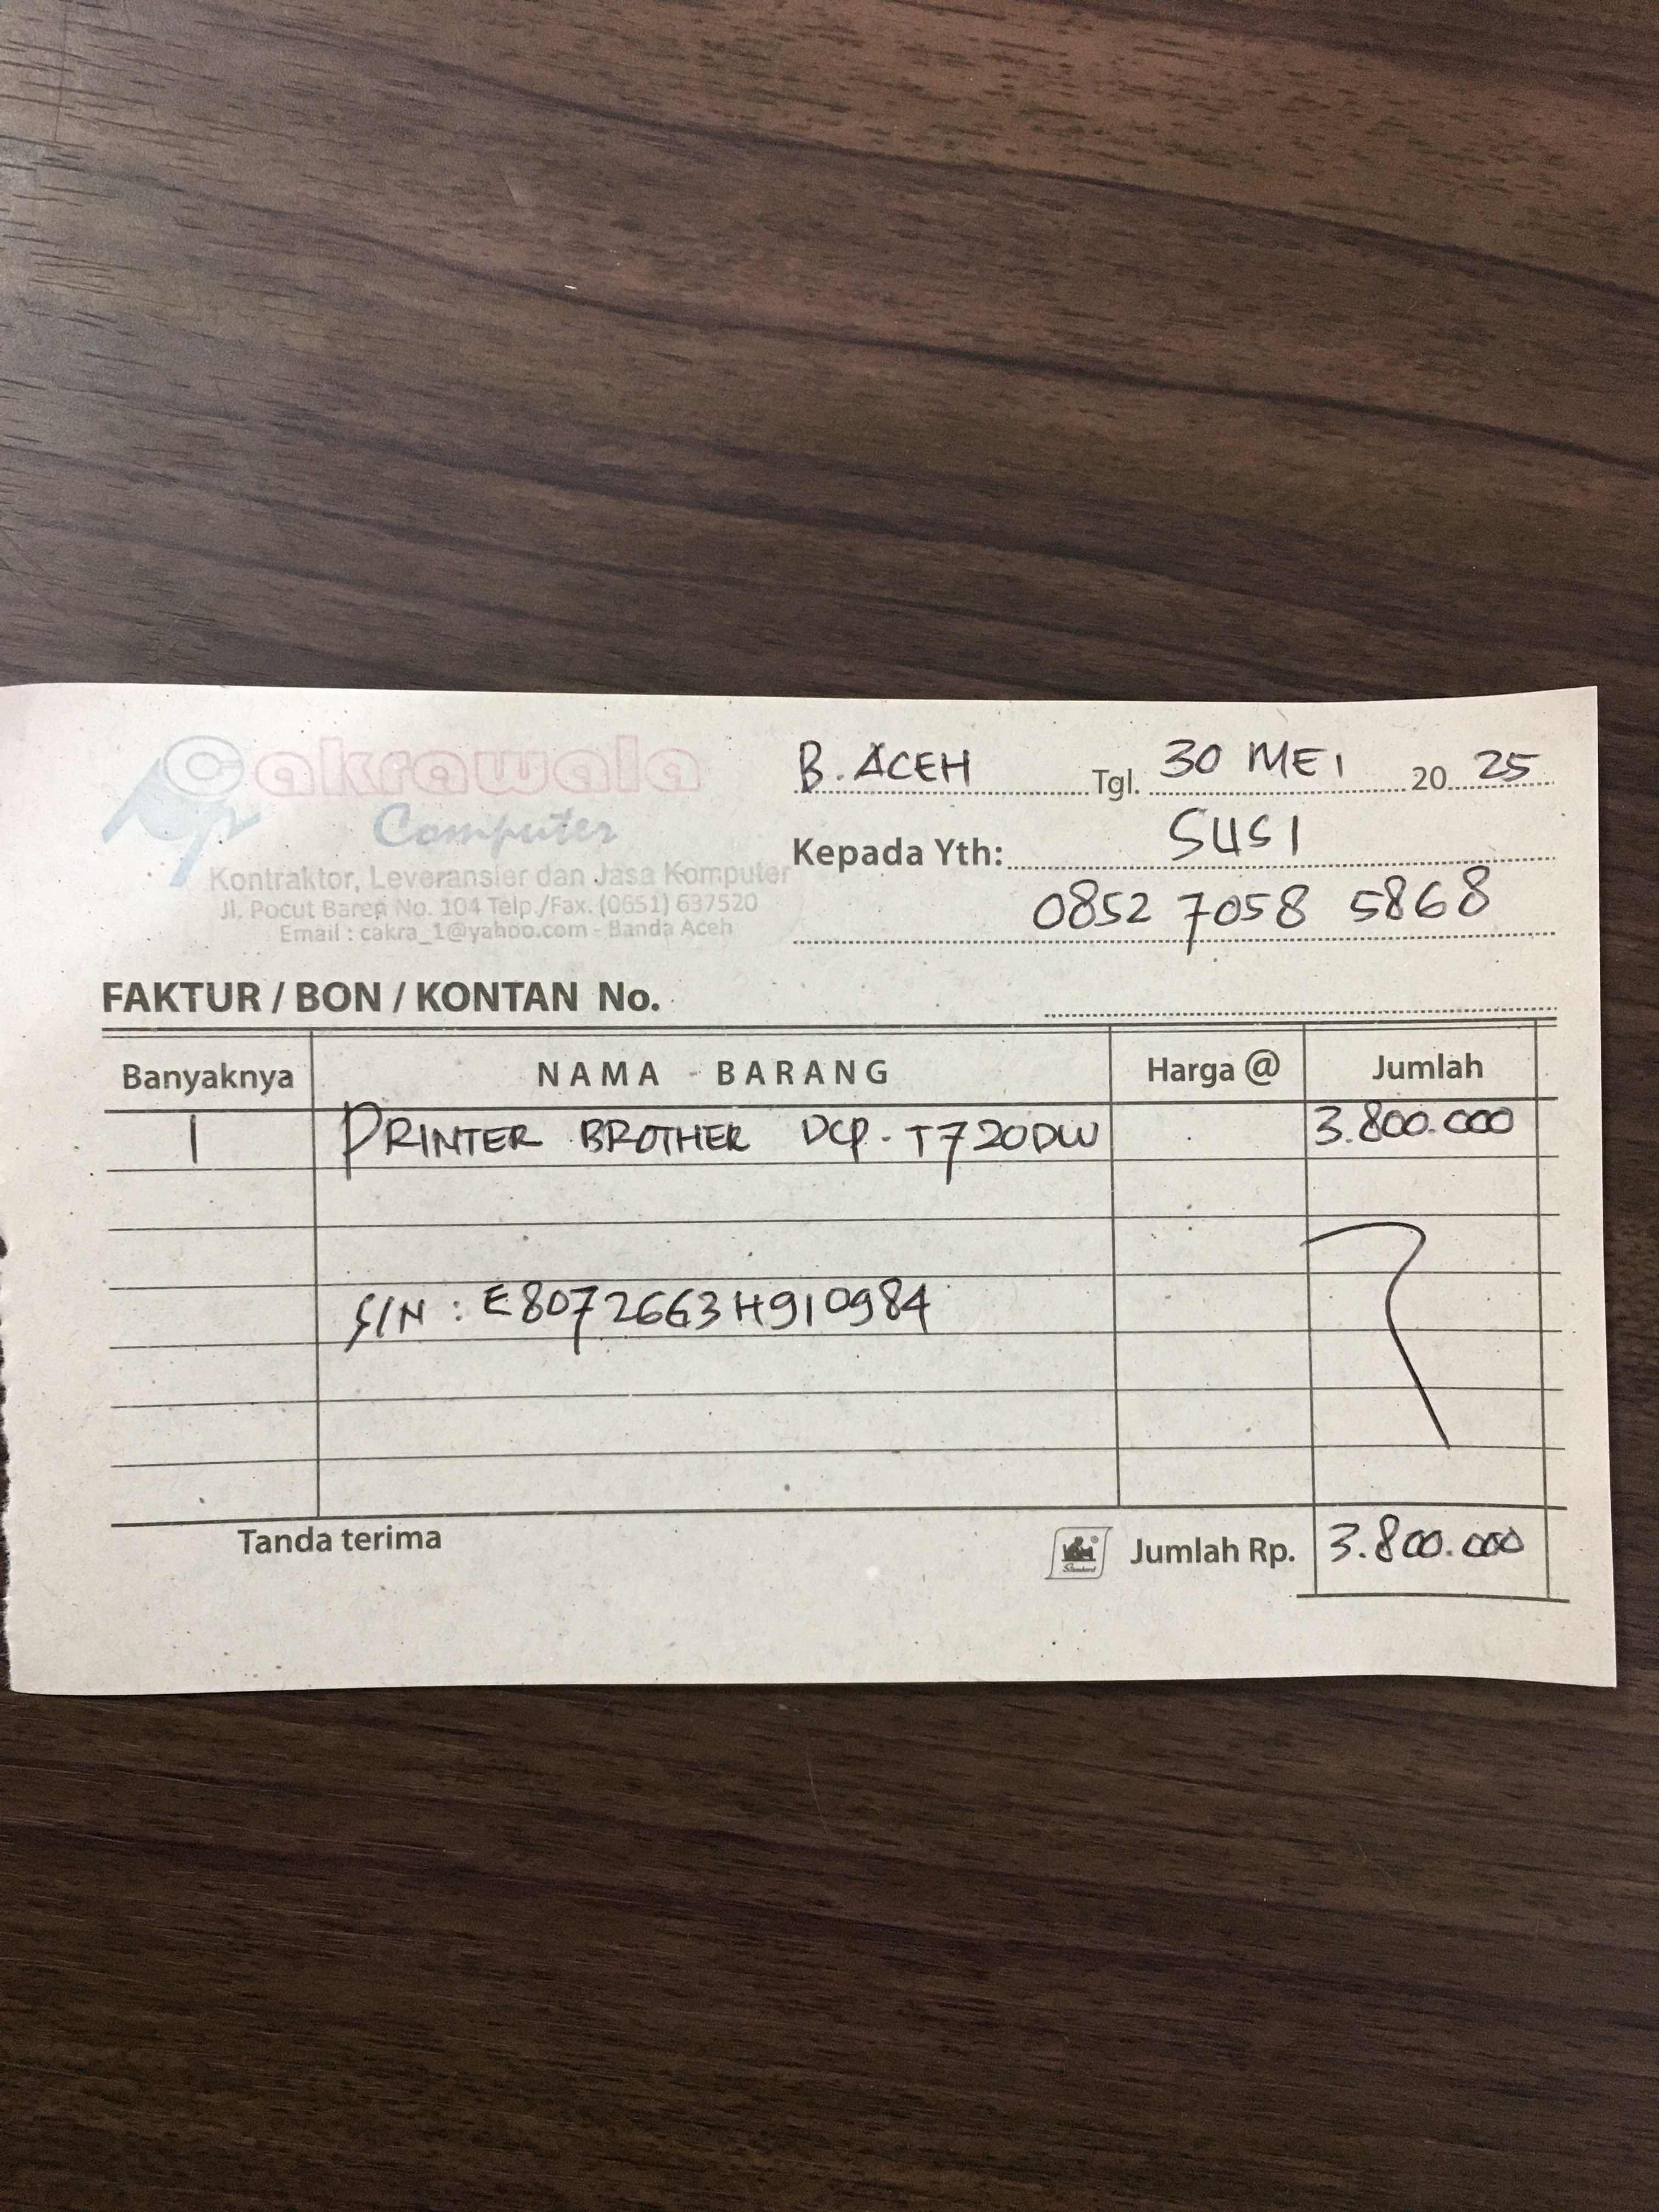 Cakrawala
Computer
Kontraktor, Leveransier dan Jasa Komputer
Jl. Pocut Baren No. 104 Telp./Fax. (0651) 637520
Email : cakra_1@yahoo.com - Banda Aceh
B. ACEH Tgl. 30 MEI 20 25
Kepada Yth: SUSI
0852 7058 5868
FAKTUR / BON / KONTAN No.
Banyaknya NAMA - BARANG Harga @ Jumlah
1 PRINTER BROTHER DCP-T720DW 3.800.000
S/N : E8072663H910984
Tanda terima Standard Jumlah Rp. 3.800.000